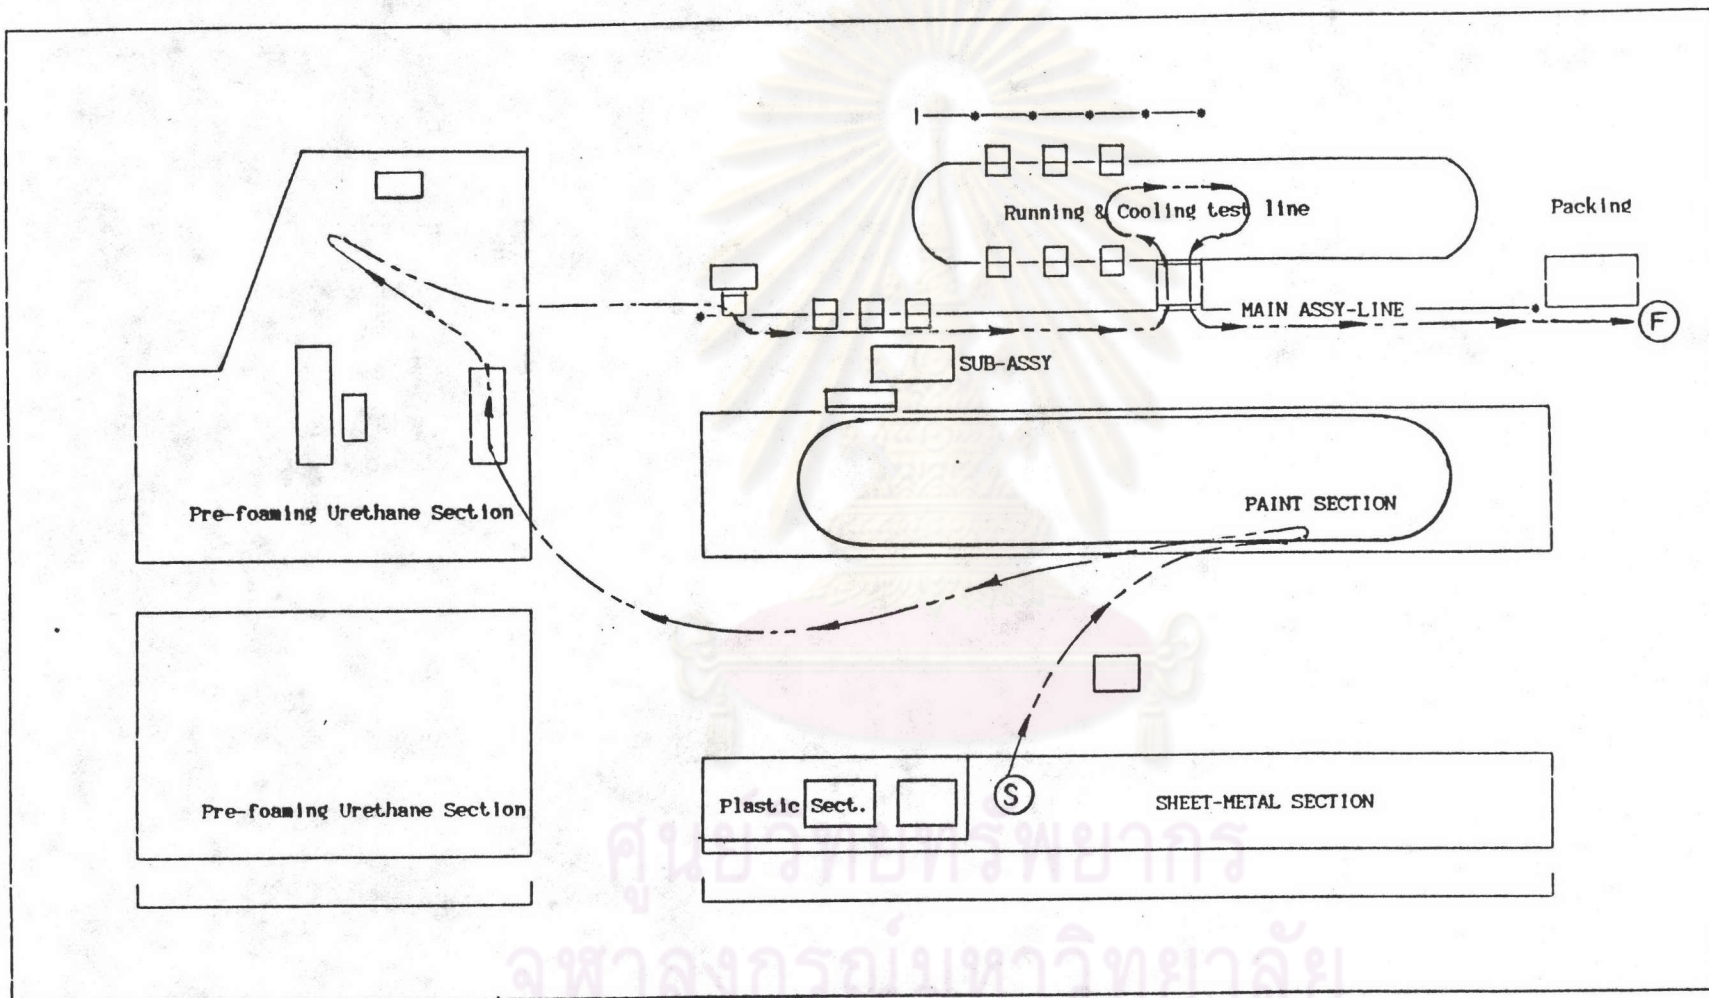 Running & Cooling test line
Packing
MAIN ASSY-LINE
F
SUB-ASSY
PAINT SECTION
Pre-foaming Urethane Section
Plastic Sect.
S
SHEET-METAL SECTION
Pre-foaming Urethane Section
ศูนย์วิทยทรัพยากร
จุฬาลงกรณ์มหาวิทยาลัย